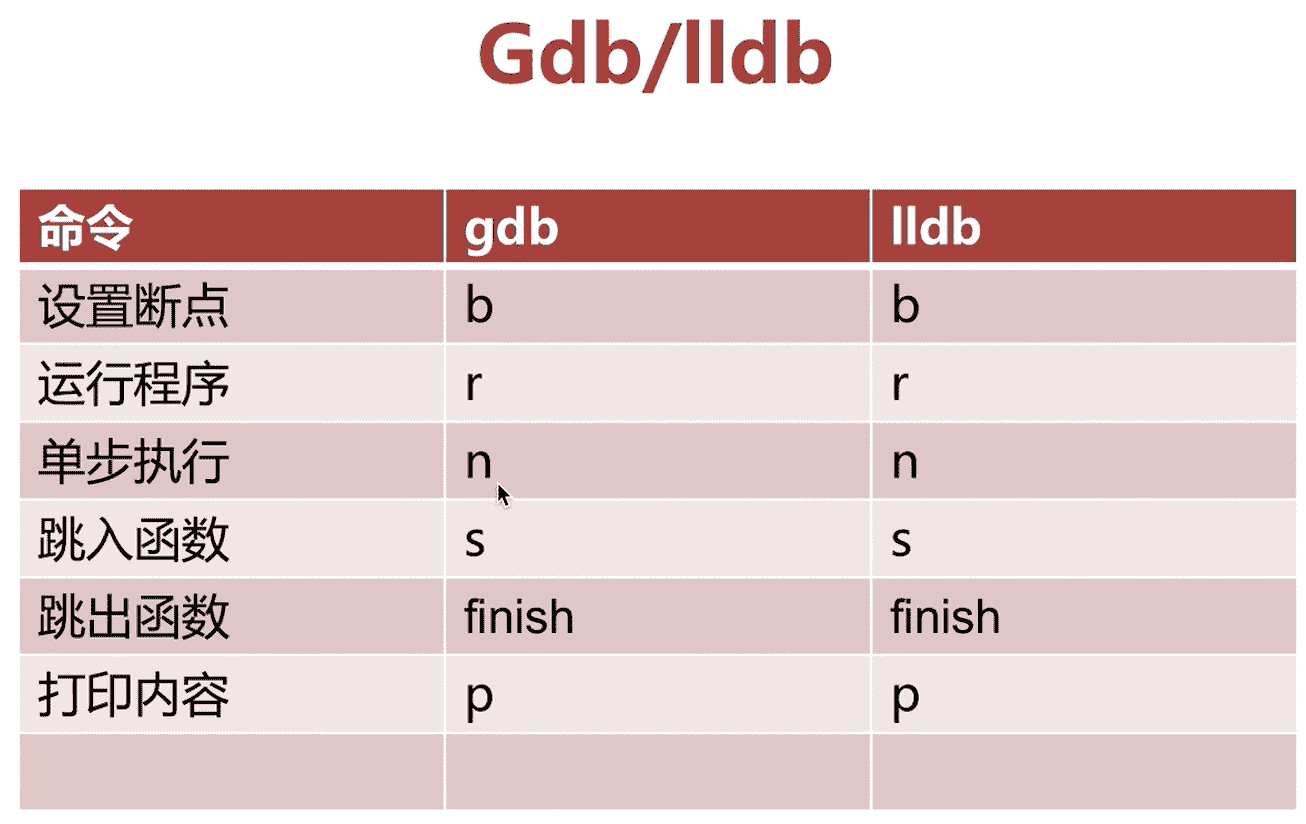 Gdb/lldb
命令 gdb lldb
设置断点 b b
运行程序 r r
单步执行 n n
跳入函数 s s
跳出函数 finish finish
打印内容 p p